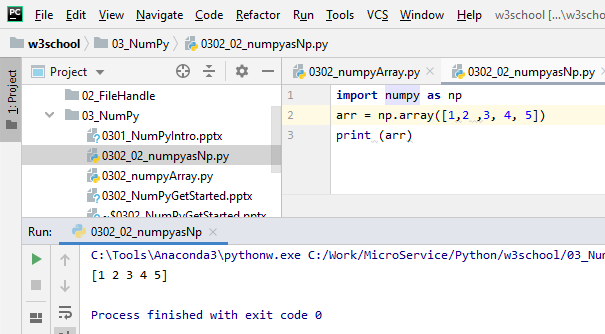 PC File Edit View Navigate Code Refactor Run Tools VCS Window Help w3school [...\w3scho
w3school 03_NumPy 0302_02_numpyasNp.py
1: Project
Project
0302_numpyArray.py 0302_02_numpyasNp.py
02_FileHandle
03_NumPy
0301_NumPyIntro.pptx
0302_02_numpyasNp.py
0302_numpyArray.py
0302_NumPyGetStarted.pptx
~$0302_NumPyGetStarted.pptx
1 import numpy as np
2 arr = np.array([1,2 ,3, 4, 5])
3 print (arr)
Run: 0302_02_numpyasNp
C:\Tools\Anaconda3\pythonw.exe C:/Work/MicroService/Python/w3school/03_Nu
[1 2 3 4 5]
Process finished with exit code 0